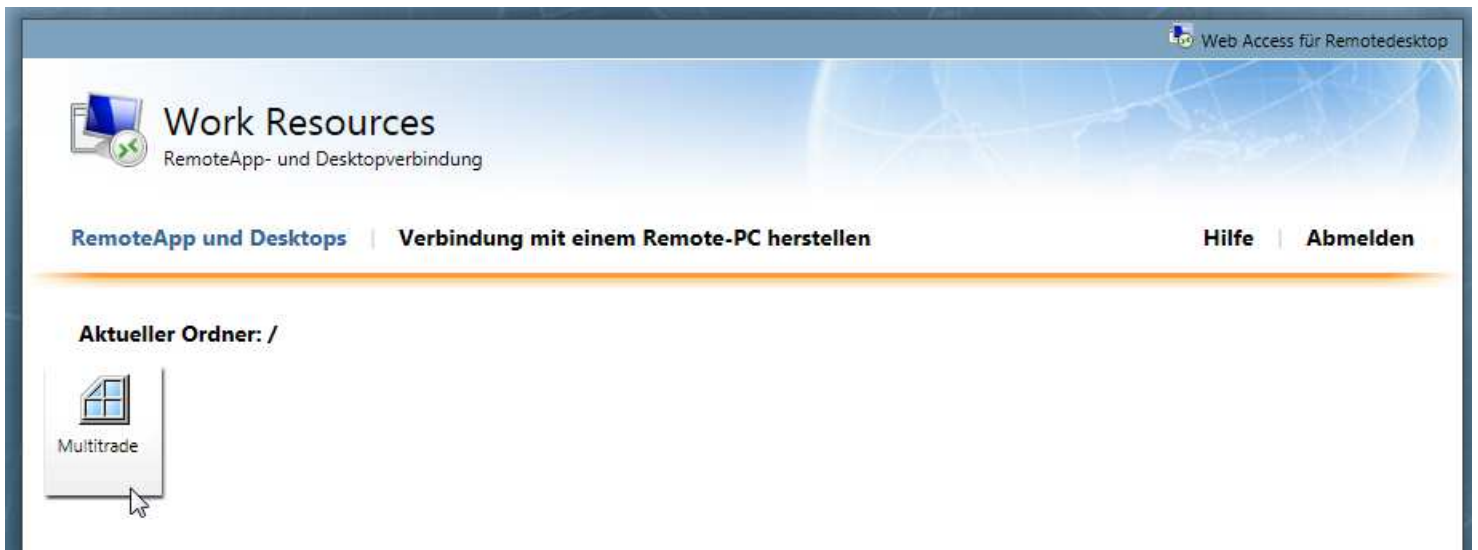 Web Access für Remotedesktop
Work Resources
RemoteApp- und Desktopverbindung
RemoteApp und Desktops | Verbindung mit einem Remote-PC herstellen
Hilfe | Abmelden
Aktueller Ordner: /
Multitrade